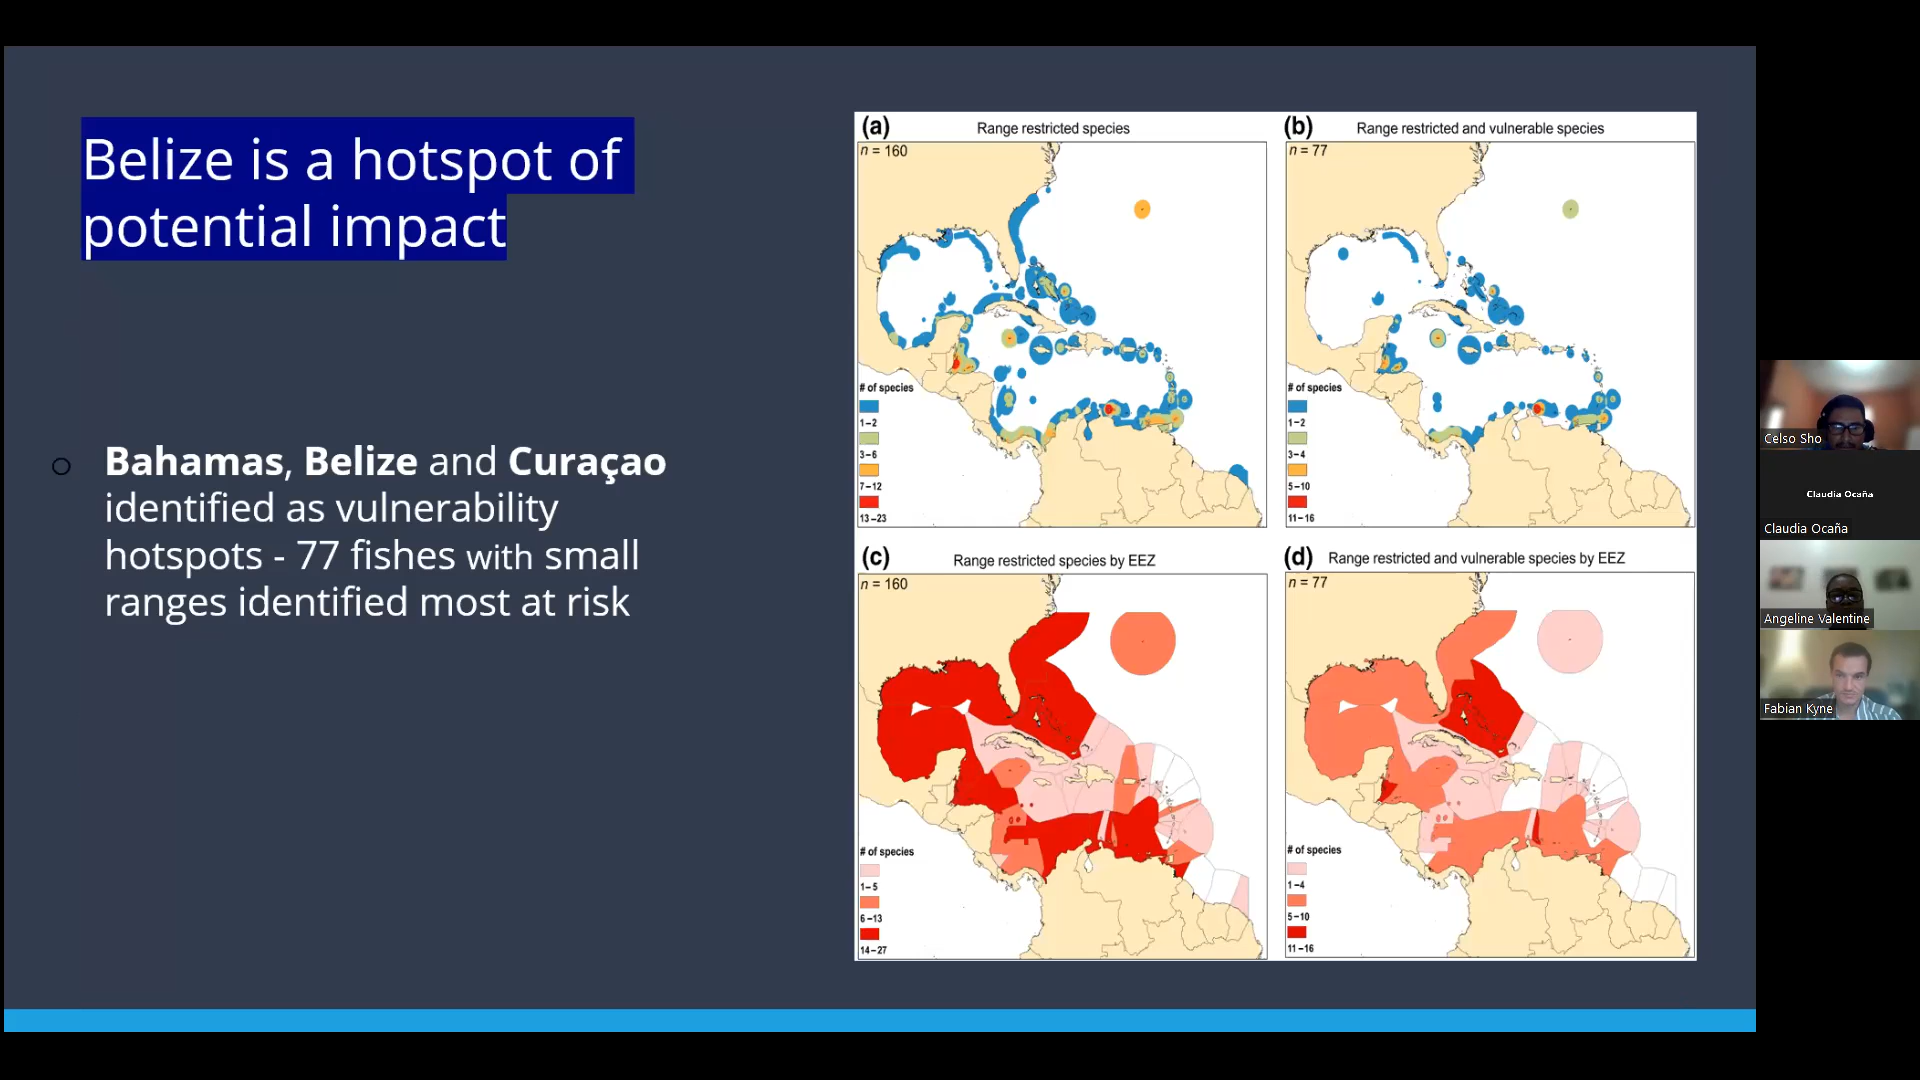 Belize is a hotspot of
potential impact
Bahamas, Belize and Curaçao
identified as vulnerability
hotspots - 77 fishes with small
ranges identified most at risk
(a) Range restricted species
n = 160
# of species
1–2
3–6
7–12
13–23
(b) Range restricted and vulnerable species
n = 77
# of species
1–2
3–4
5–10
11–16
(c) Range restricted species by EEZ
n = 160
# of species
1–5
6–13
14–27
(d) Range restricted and vulnerable species by EEZ
n = 77
# of species
1–4
5–10
11–16
Celso Sho
Claudia Ocaña
Claudia Ocaña
Angeline Valentine
Fabian Kyne